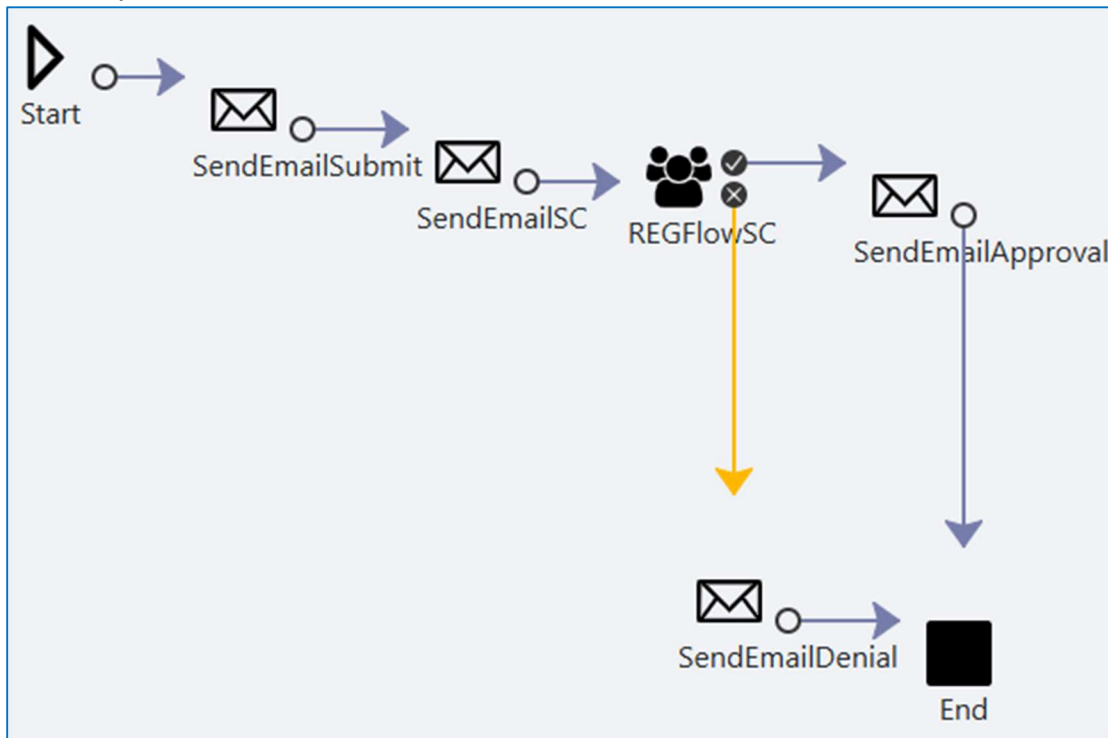 Start
SendEmailSubmit
SendEmailSC
REGFlowSC
SendEmailApproval
SendEmailDenial
End